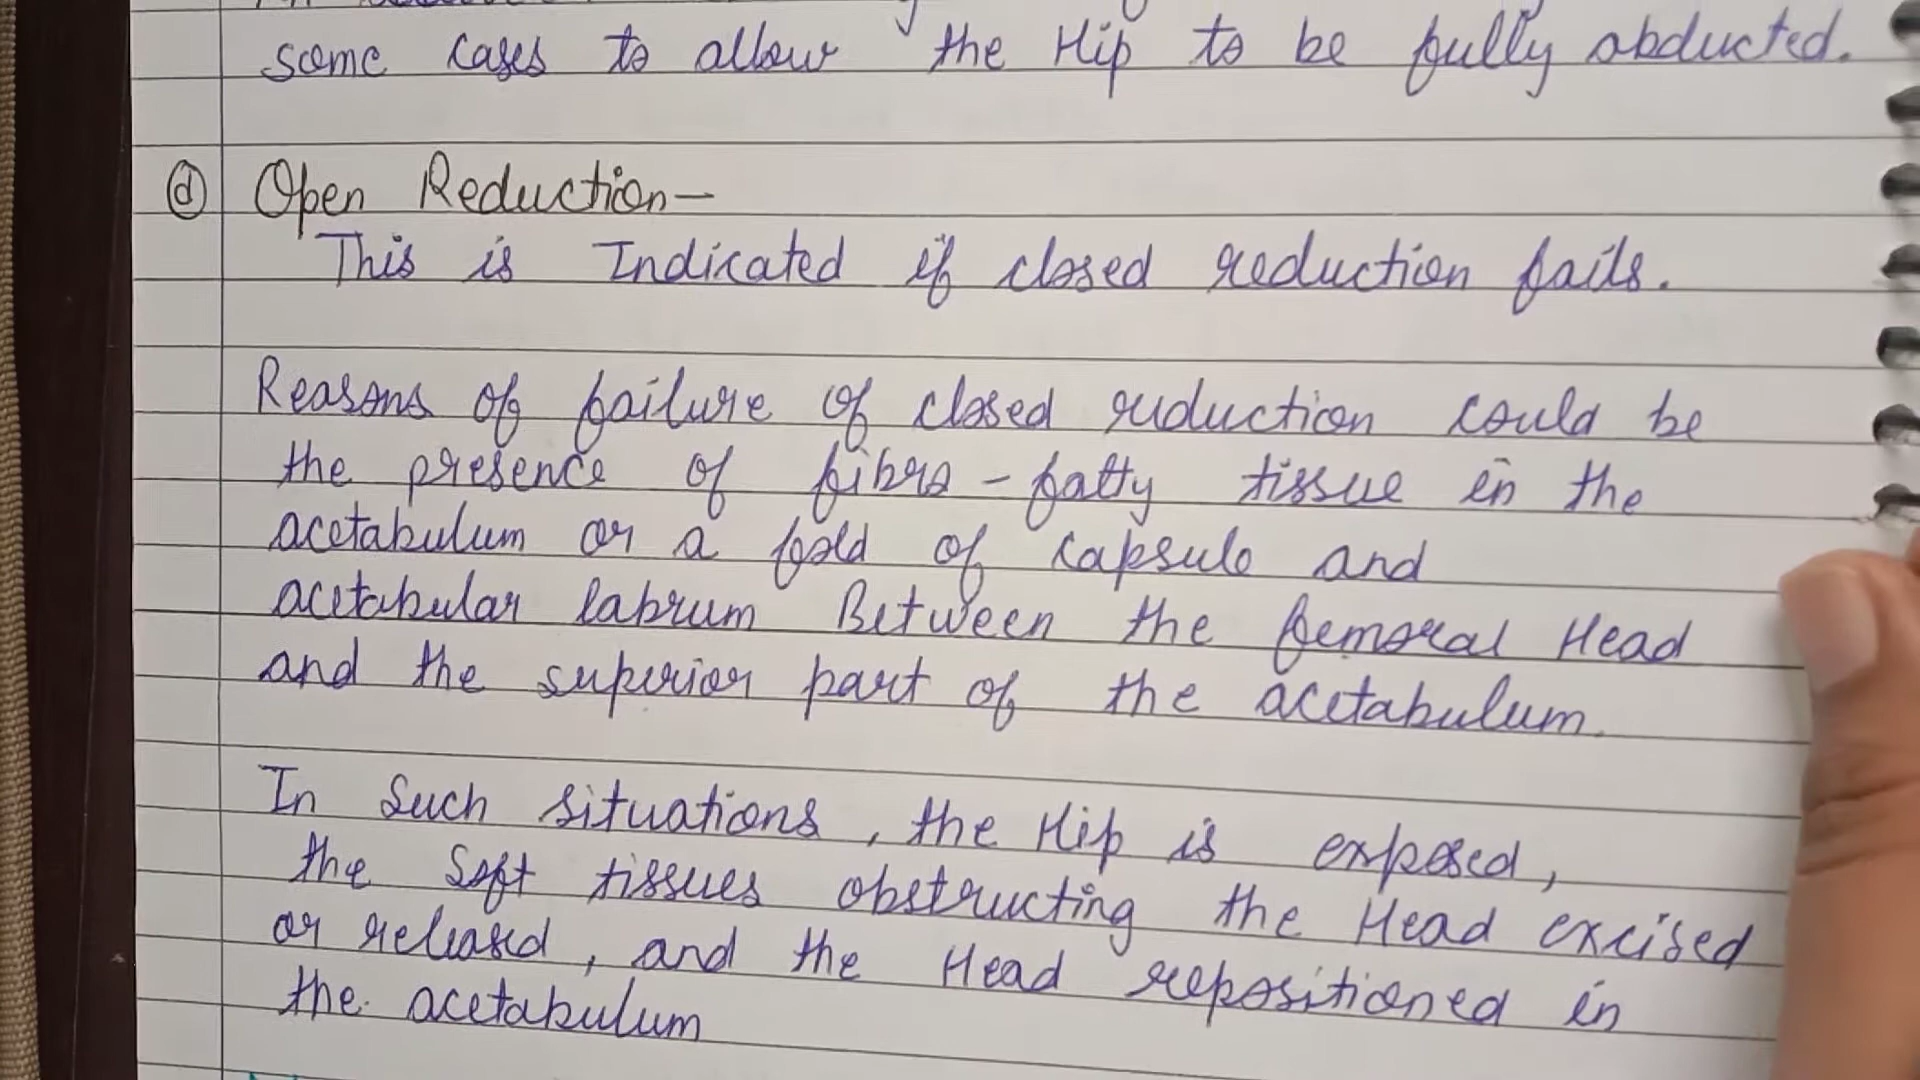 some cases to allow the Hip to be fully abducted.
(d) Open Reduction-
This is Indicated if closed reduction fails.
Reasons of failure of closed reduction could be
the presence of fibro-fatty tissue in the
acetabulum or a fold of capsule and
acetabular labrum Between the femoral Head
and the superior part of the acetabulum.
In Such situations, the Hip is exposed,
the Soft tissues obstructing the Head excised
or released, and the Head repositioned in
the acetabulum